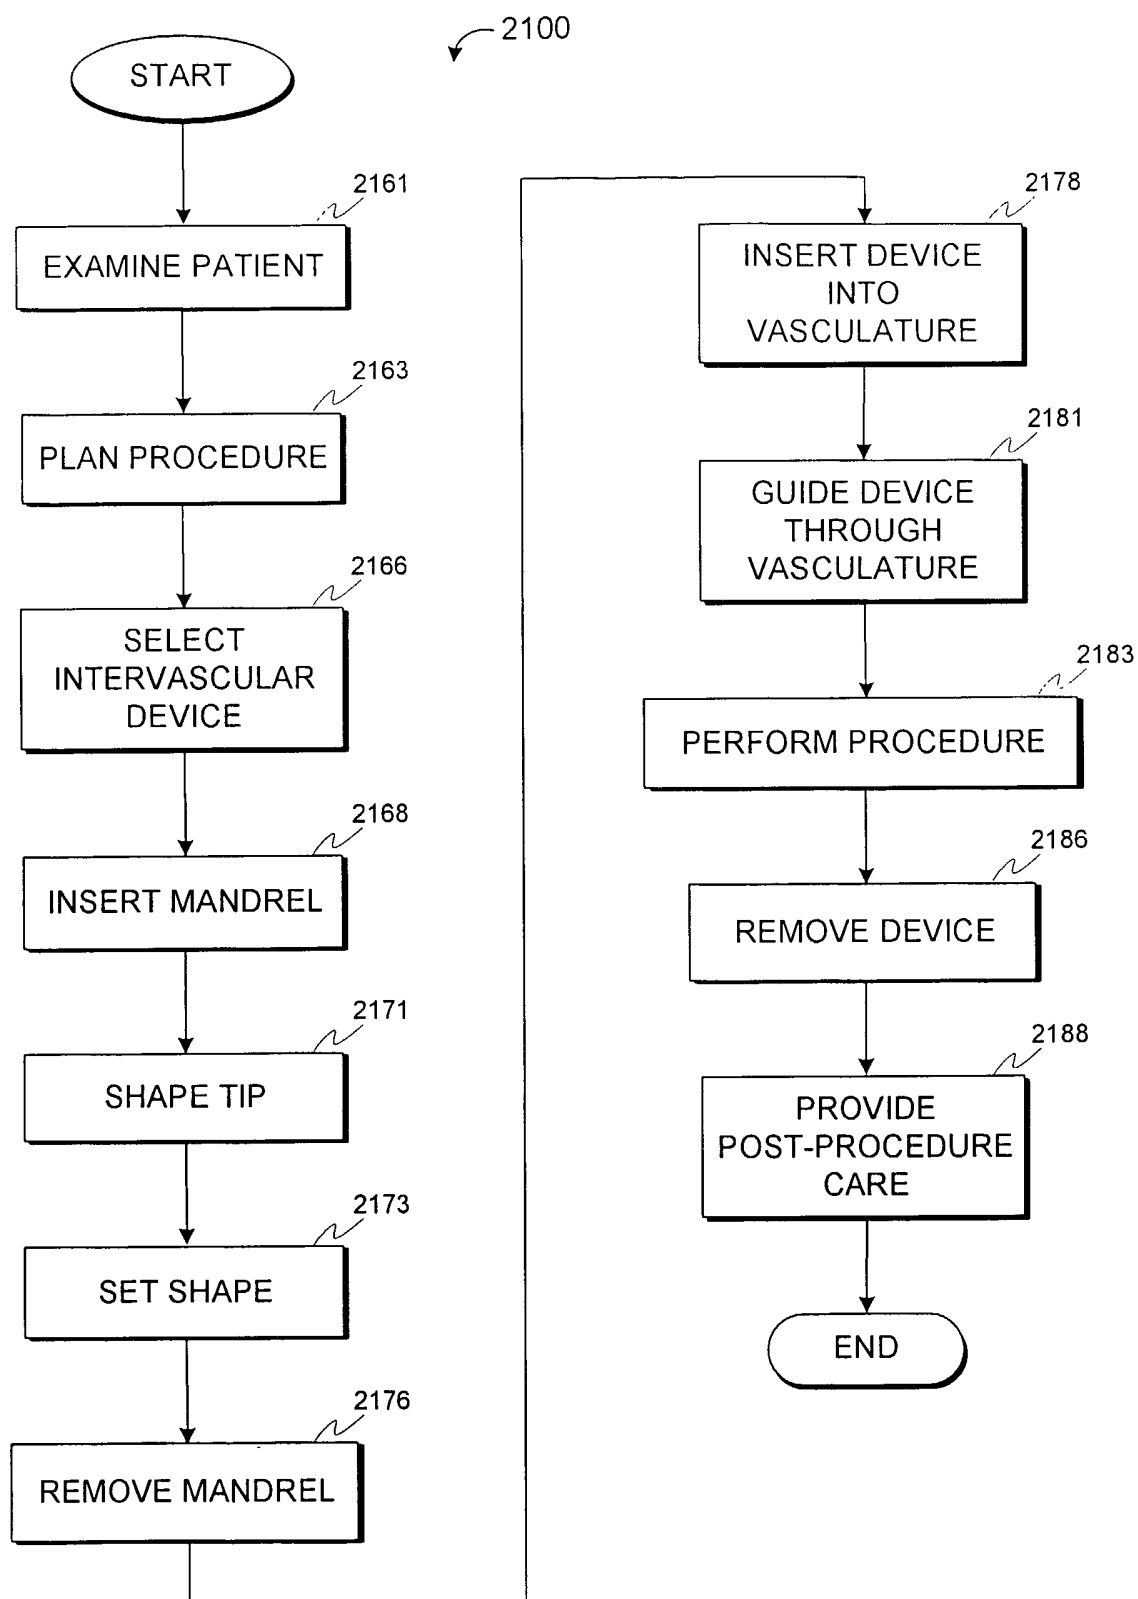 2100
START
2161
EXAMINE PATIENT
2163
PLAN PROCEDURE
2166
SELECT
INTERVASCULAR
DEVICE
2168
INSERT MANDREL
2171
SHAPE TIP
2173
SET SHAPE
2176
REMOVE MANDREL
2178
INSERT DEVICE
INTO
VASCULATURE
2181
GUIDE DEVICE
THROUGH
VASCULATURE
2183
PERFORM PROCEDURE
2186
REMOVE DEVICE
2188
PROVIDE
POST-PROCEDURE
CARE
END